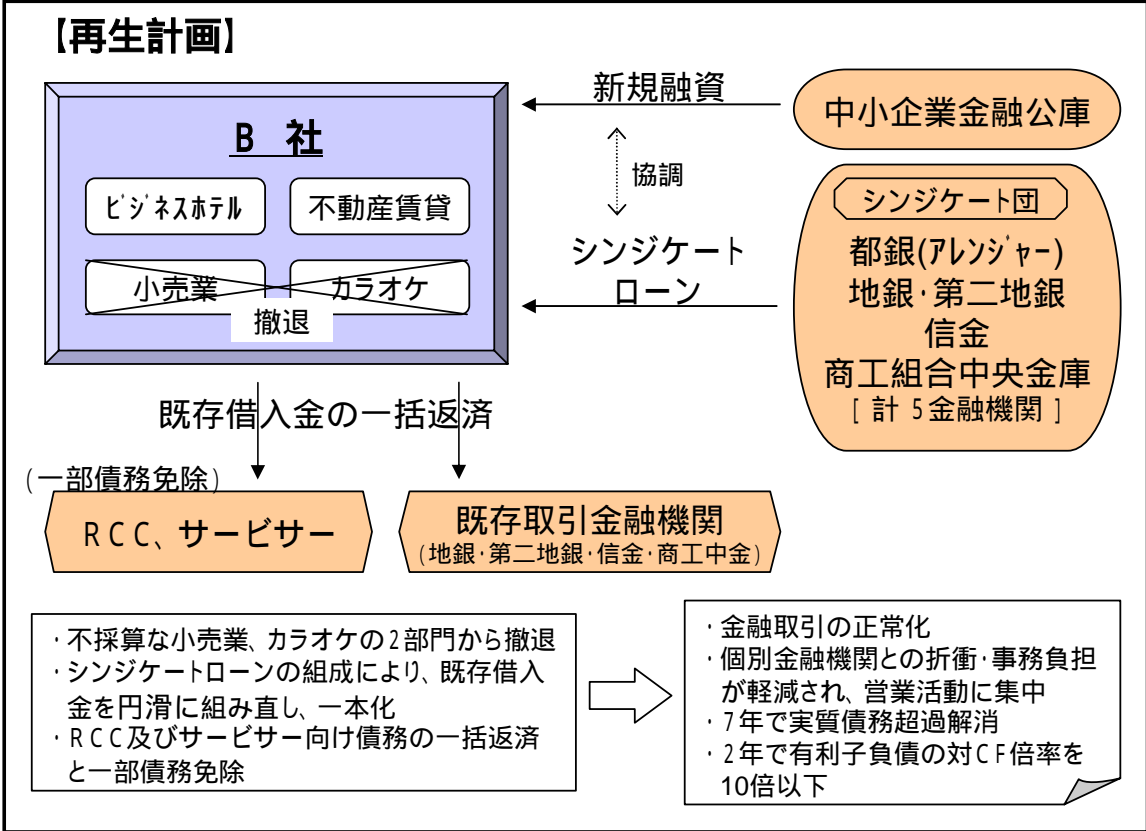 【再生計画】
B 社
ﾋﾞｼﾞﾈｽﾎﾃﾙ
不動産賃貸
小売業
カラオケ
撤退
新規融資
協調
シンジケート
ローン
中小企業金融公庫
シンジケート団
都銀(ｱﾚﾝｼﾞｬｰ)
地銀・第二地銀
信金
商工組合中央金庫
[ 計 5金融機関 ]
既存借入金の一括返済
(一部債務免除)
RCC、サービサー
既存取引金融機関
(地銀・第二地銀・信金・商工中金)
・不採算な小売業、カラオケの2部門から撤退
・シンジケートローンの組成により、既存借入
金を円滑に組み直し、一本化
・RCC及びサービサー向け債務の一括返済
と一部債務免除
・金融取引の正常化
・個別金融機関との折衝・事務負担
が軽減され、営業活動に集中
・7年で実質債務超過解消
・2年で有利子負債の対CF倍率を
10倍以下